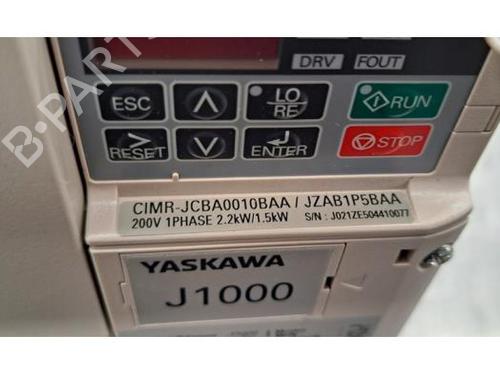 DRV FOUT
ESC
LO
RE
RUN
RESET
ENTER
STOP
CIMR-JCBA0010BAA / JZAB1P5BAA
200V 1PHASE 2.2kW/1.5kW S/N : J021ZE504410077
YASKAWA
J1000
B-PARTS